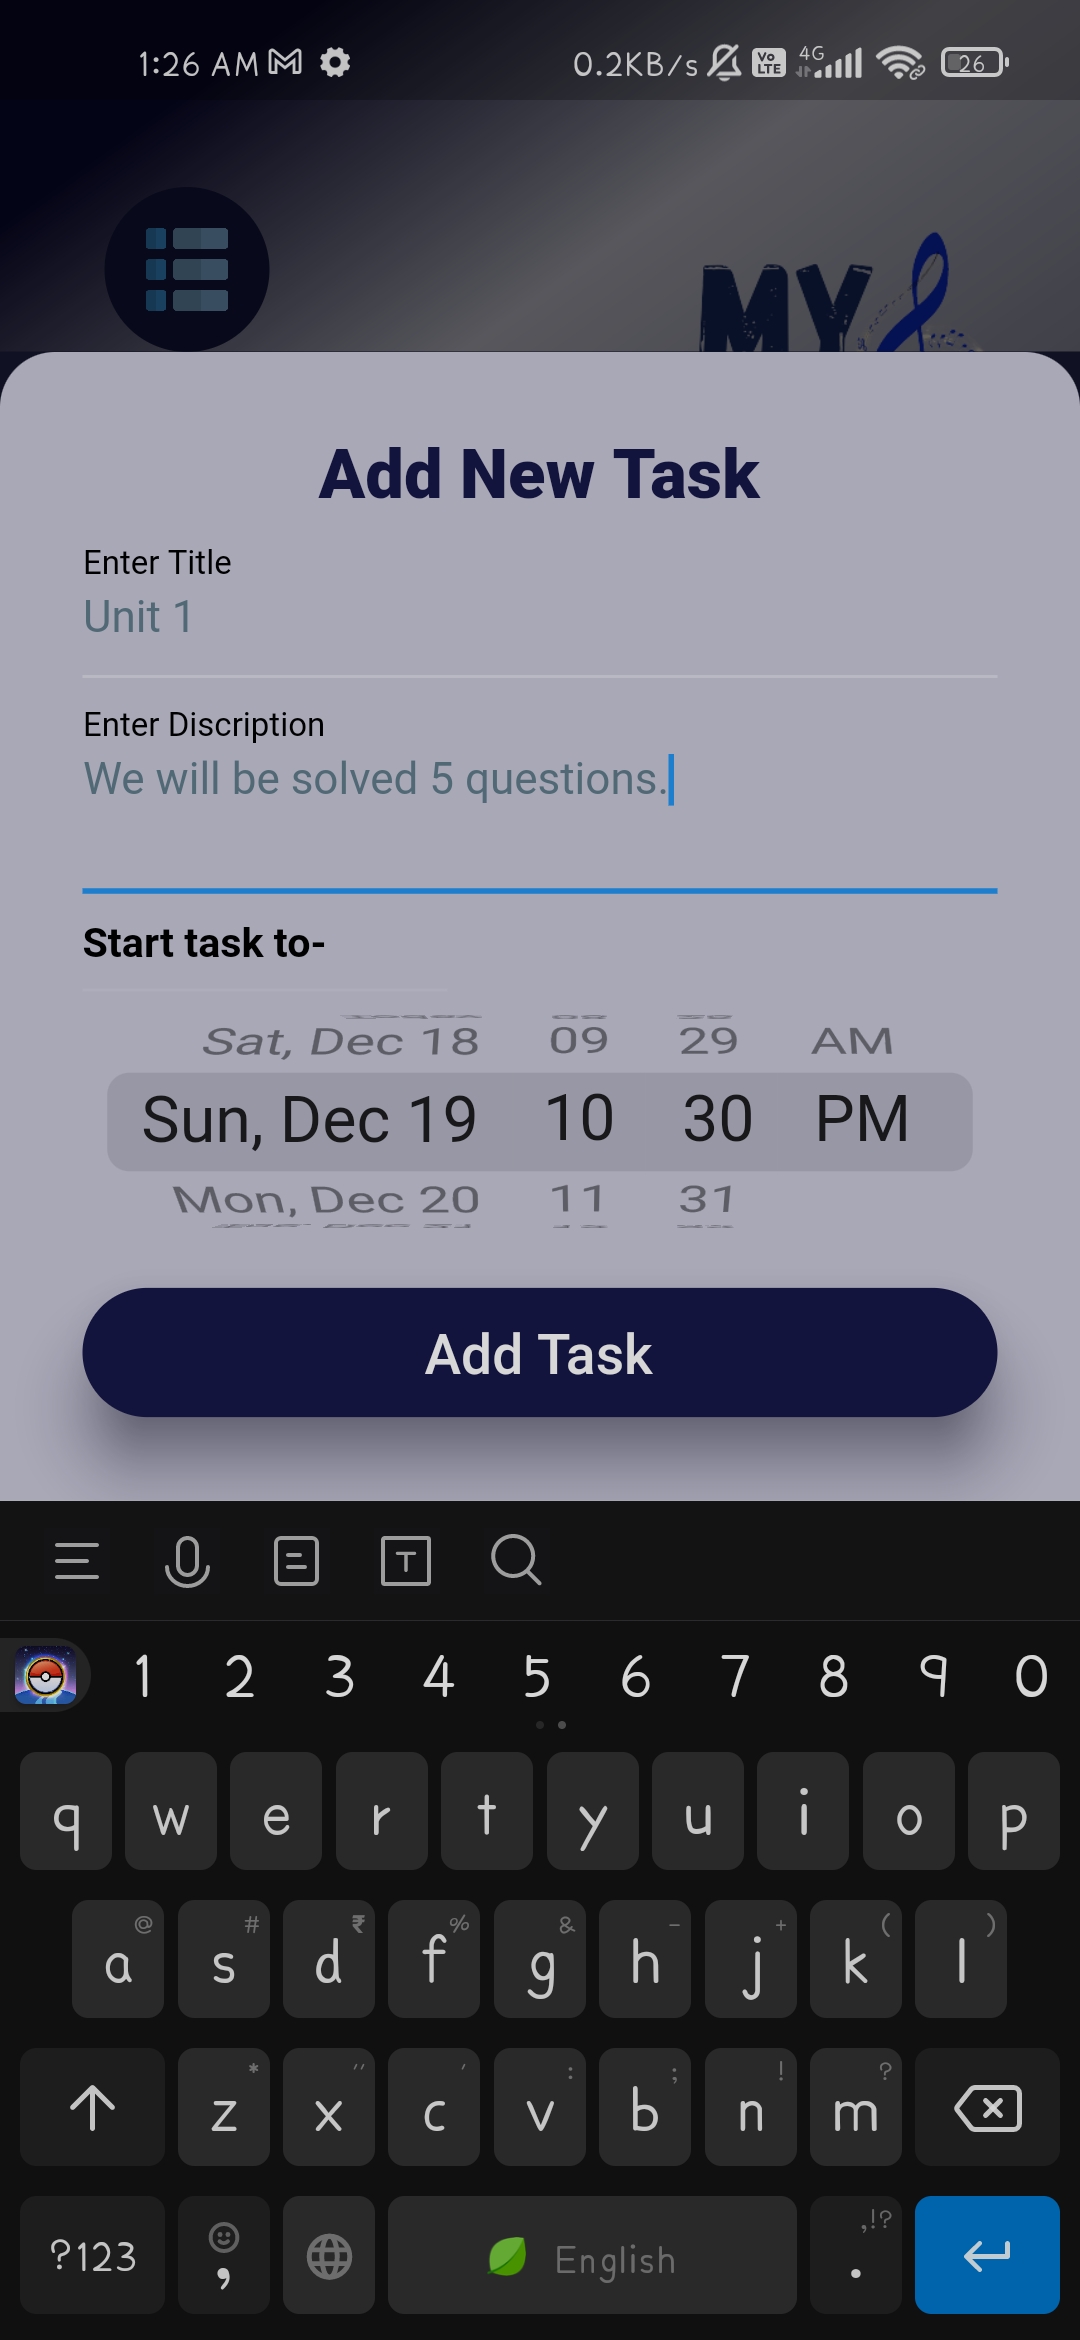 1:26 AM 0.2KB/s Vo LTE 4G 26
MY
Add New Task
Enter Title
Unit 1
Enter Discription
We will be solved 5 questions.
Start task to-
Sat, Dec 18 09 29 AM
Sun, Dec 19 10 30 PM
Mon, Dec 20 11 31
Add Task
T
1 2 3 4 5 6 7 8 9 0
q w e r t y u i o p
@ # ₹ % & - + ( )
a s d f g h j k l
* " ' : ; ! ?
z x c v b n m
,!?
?123 , English .